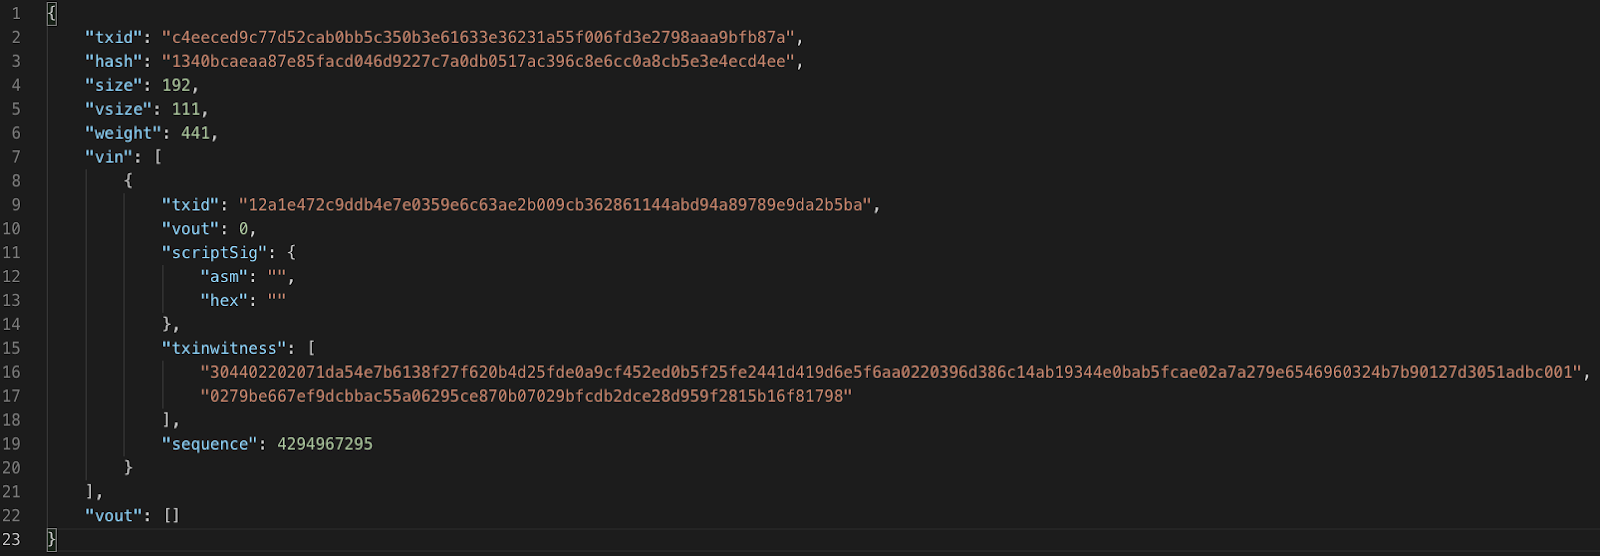 1 {
2 "txid": "c4eeced9c77d52cab0bb5c350b3e61633e36231a55f006fd3e2798aaa9bfb87a",
3 "hash": "1340bcaeaa87e85facd046d9227c7a0db0517ac396c8e6cc0a8cb5e3e4ecd4ee",
4 "size": 192,
5 "vsize": 111,
6 "weight": 441,
7 "vin": [
8 {
9 "txid": "12a1e472c9ddb4e7e0359e6c63ae2b009cb362861144abd94a89789e9da2b5ba",
10 "vout": 0,
11 "scriptSig": {
12 "asm": "",
13 "hex": ""
14 },
15 "txinwitness": [
16 "304402202071da54e7b6138f27f620b4d25fde0a9cf452ed0b5f25fe2441d419d6e5f6aa0220396d386c14ab19344e0bab5fcae02a7a279e6546960324b7b90127d3051adbc001",
17 "0279be667ef9dcbbac55a06295ce870b07029bfcdb2dce28d959f2815b16f81798"
18 ],
19 "sequence": 4294967295
20 }
21 ],
22 "vout": []
23 }